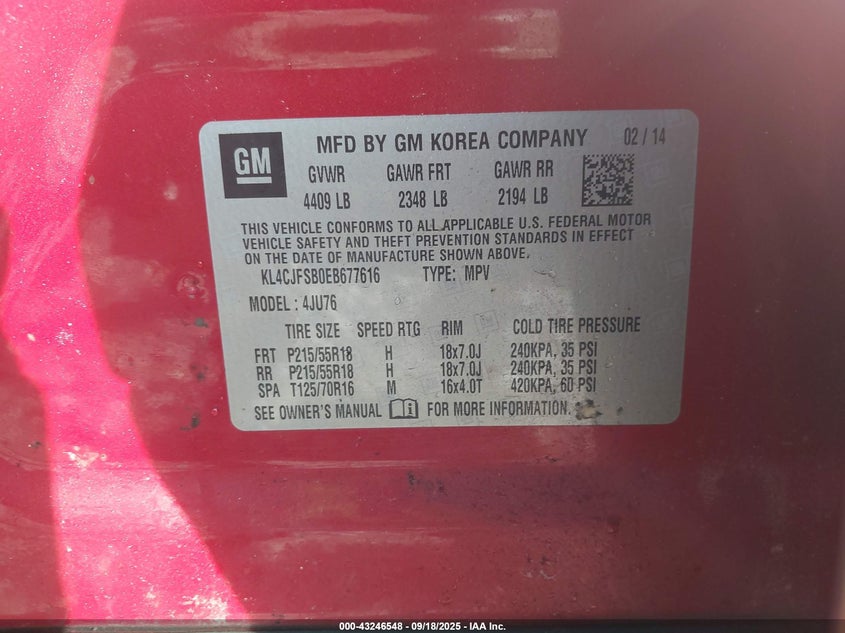 GM
MFD BY GM KOREA COMPANY 02 / 14
GVWR GAWR FRT GAWR RR
4409 LB 2348 LB 2194 LB
THIS VEHICLE CONFORMS TO ALL APPLICABLE U.S. FEDERAL MOTOR
VEHICLE SAFETY AND THEFT PREVENTION STANDARDS IN EFFECT
ON THE DATE OF MANUFACTURE SHOWN ABOVE.
KL4CJFSB0EB677616 TYPE: MPV
MODEL : 4JU76
TIRE SIZE SPEED RTG RIM COLD TIRE PRESSURE
FRT P215/55R18 H 18x7.0J 240KPA, 35 PSI
RR P215/55R18 H 18x7.0J 240KPA, 35 PSI
SPA T125/70R16 M 16x4.0T 420KPA, 60 PSI
SEE OWNER'S MANUAL FOR MORE INFORMATION.
000-43246548 - 09/18/2025 - IAA Inc.